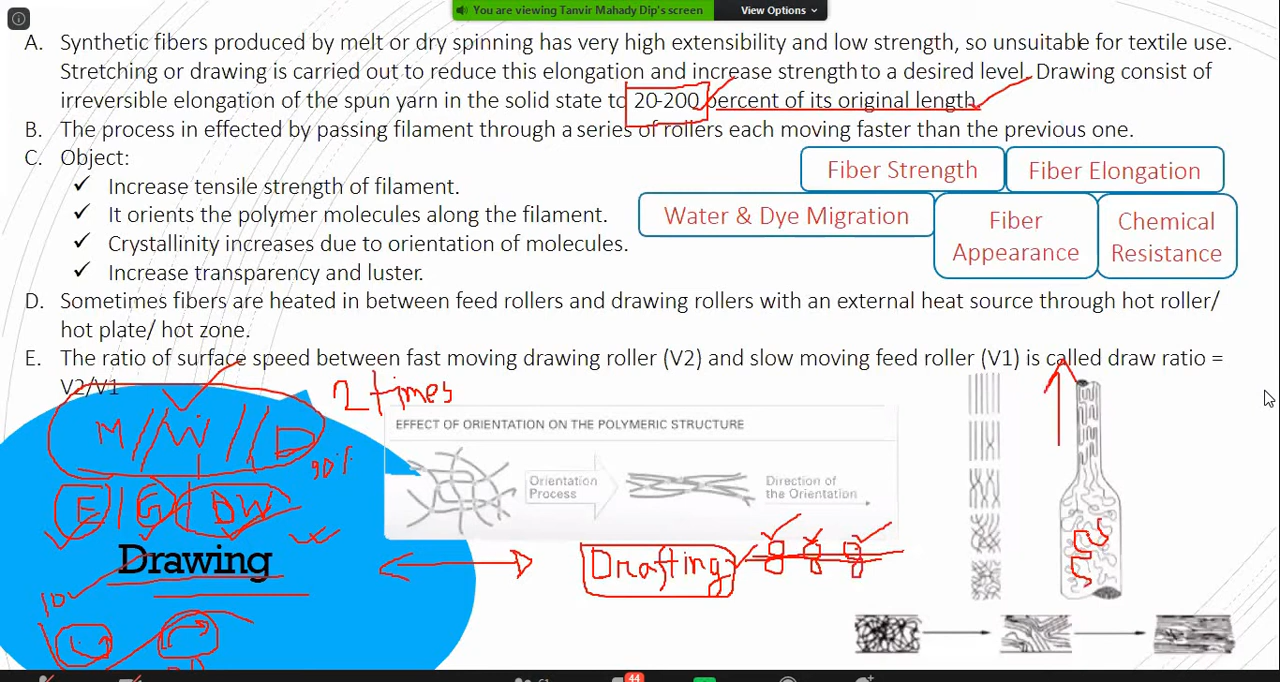 You are viewing Tanvir Mahady Dip's screen
View Options
A. Synthetic fibers produced by melt or dry spinning has very high extensibility and low strength, so unsuitable for textile use.
Stretching or drawing is carried out to reduce this elongation and increase strength to a desired level. Drawing consist of
irreversible elongation of the spun yarn in the solid state to 20-200 percent of its original length.
B. The process in effected by passing filament through a series of rollers each moving faster than the previous one.
C. Object:
✓ Increase tensile strength of filament.
✓ It orients the polymer molecules along the filament.
✓ Crystallinity increases due to orientation of molecules.
✓ Increase transparency and luster.
Fiber Strength
Fiber Elongation
Water & Dye Migration
Fiber
Appearance
Chemical
Resistance
D. Sometimes fibers are heated in between feed rollers and drawing rollers with an external heat source through hot roller/
hot plate/ hot zone.
E. The ratio of surface speed between fast moving drawing roller (V2) and slow moving feed roller (V1) is called draw ratio =
V2/V1
2 times
M/W//D
90%
E/G/DW
EFFECT OF ORIENTATION ON THE POLYMERIC STRUCTURE
Orientation
Process
Direction of
the Orientation
Drawing
Drafting
44